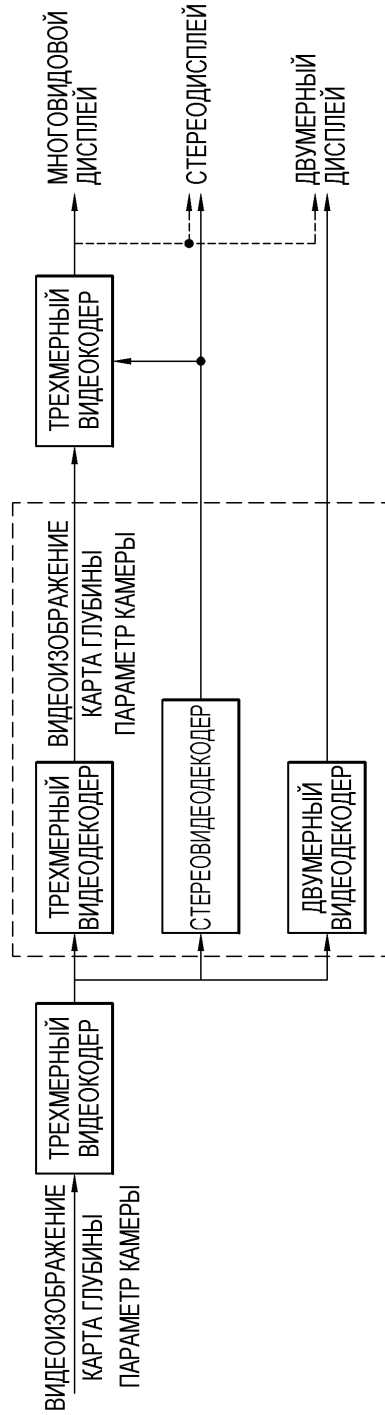 ВИДЕОИЗОБРАЖЕНИЕ
КАРТА ГЛУБИНЫ
ПАРАМЕТР КАМЕРЫ
ТРЕХМЕРНЫЙ
ВИДЕОКОДЕР
ТРЕХМЕРНЫЙ
ВИДЕОДЕКОДЕР
СТЕРЕОВИДЕОДЕКОДЕР
ДВУМЕРНЫЙ
ВИДЕОДЕКОДЕР
ВИДЕОИЗОБРАЖЕНИЕ
КАРТА ГЛУБИНЫ
ПАРАМЕТР КАМЕРЫ
ТРЕХМЕРНЫЙ
ВИДЕОКОДЕР
МНОГОВИДОВОЙ
ДИСПЛЕЙ
СТЕРЕОДИСПЛЕЙ
ДВУМЕРНЫЙ
ДИСПЛЕЙ